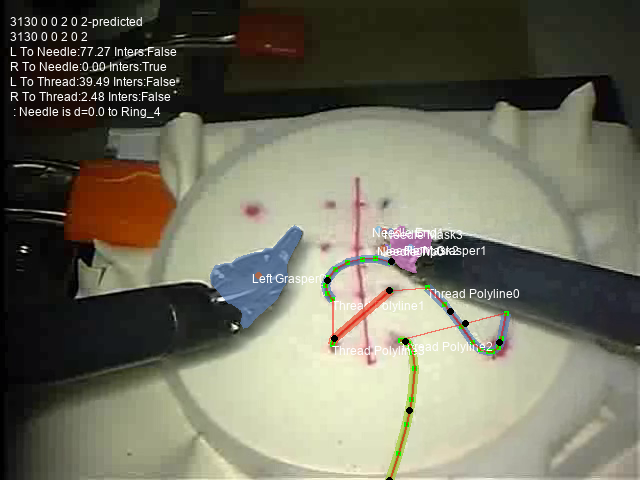 3130 0 0 2 0 2-predicted
3130 0 0 2 0 2
L To Needle:77.27 Inters:False
R To Needle:0.00 Inters:True
L To Thread:39.49 Inters:False
R To Thread:2.48 Inters:False
: Needle is d=0.0 to Ring_4
Left Grasper
Thread Polyline0
Thread Polyline1
Thread Polyline2